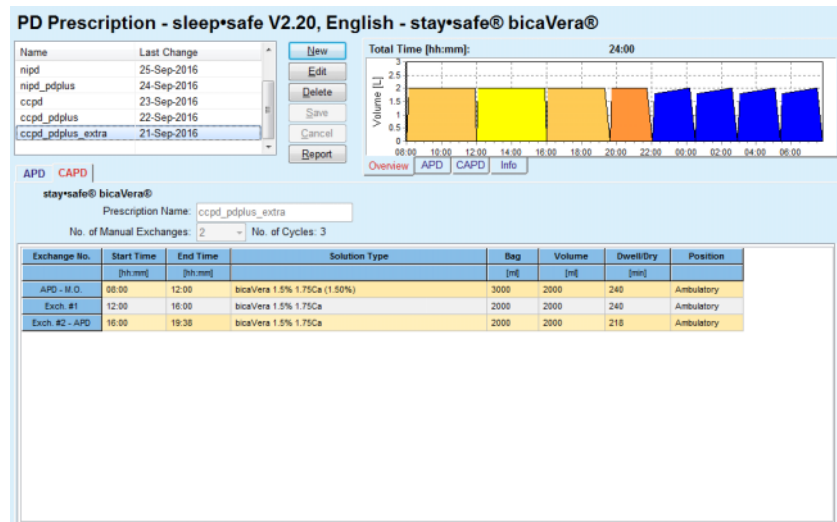 PD Prescription - sleep•safe V2.20, English - stay•safe® bicaVera®
Name Last Change
nipd 25-Sep-2016
nipd_pdplus 24-Sep-2016
ccpd 23-Sep-2016
ccpd_pdplus 22-Sep-2016
ccpd_pdplus_extra 21-Sep-2016
New
Edit
Delete
Save
Cancel
Report
Total Time [hh:mm]: 24:00
Volume [L]
3
2.5
2
1.5
1
0.5
0
08:00 10:00 12:00 14:00 16:00 18:00 20:00 22:00 00:00 02:00 04:00 06:00
Overview APD CAPD Info
APD CAPD
stay•safe® bicaVera®
Prescription Name: ccpd_pdplus_extra
No. of Manual Exchanges: 2 No. of Cycles: 3
Exchange No. Start Time End Time Solution Type Bag Volume Dwell/Dry Position
[hh:mm] [hh:mm] [ml] [ml] [min]
APD - M.O. 08:00 12:00 bicaVera 1.5% 1.75Ca (1.50%) 3000 2000 240 Ambulatory
Exch. #1 12:00 16:00 bicaVera 1.5% 1.75Ca 2000 2000 240 Ambulatory
Exch. #2 - APD 16:00 19:38 bicaVera 1.5% 1.75Ca 2000 2000 218 Ambulatory